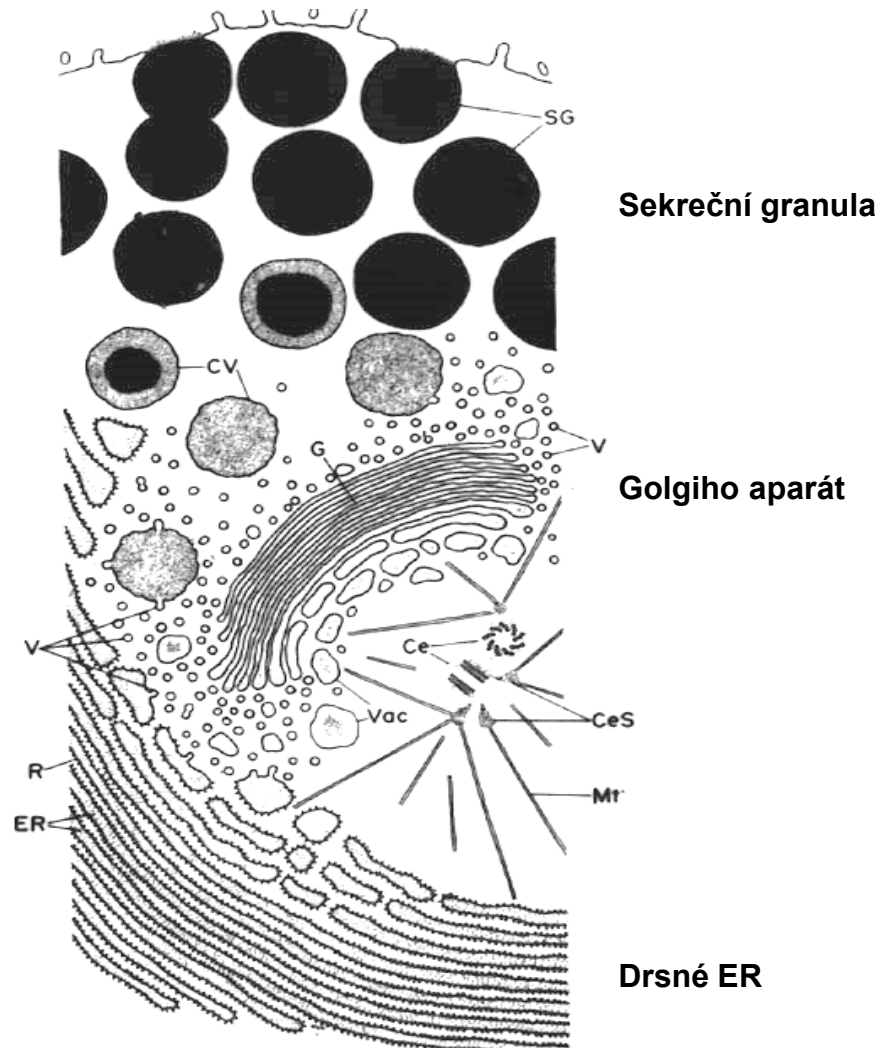 SG
Sekreční granula
CV
V
G
Golgiho aparát
Ce
V
Vac
CeS
R
Mt
ER
Drsné ER